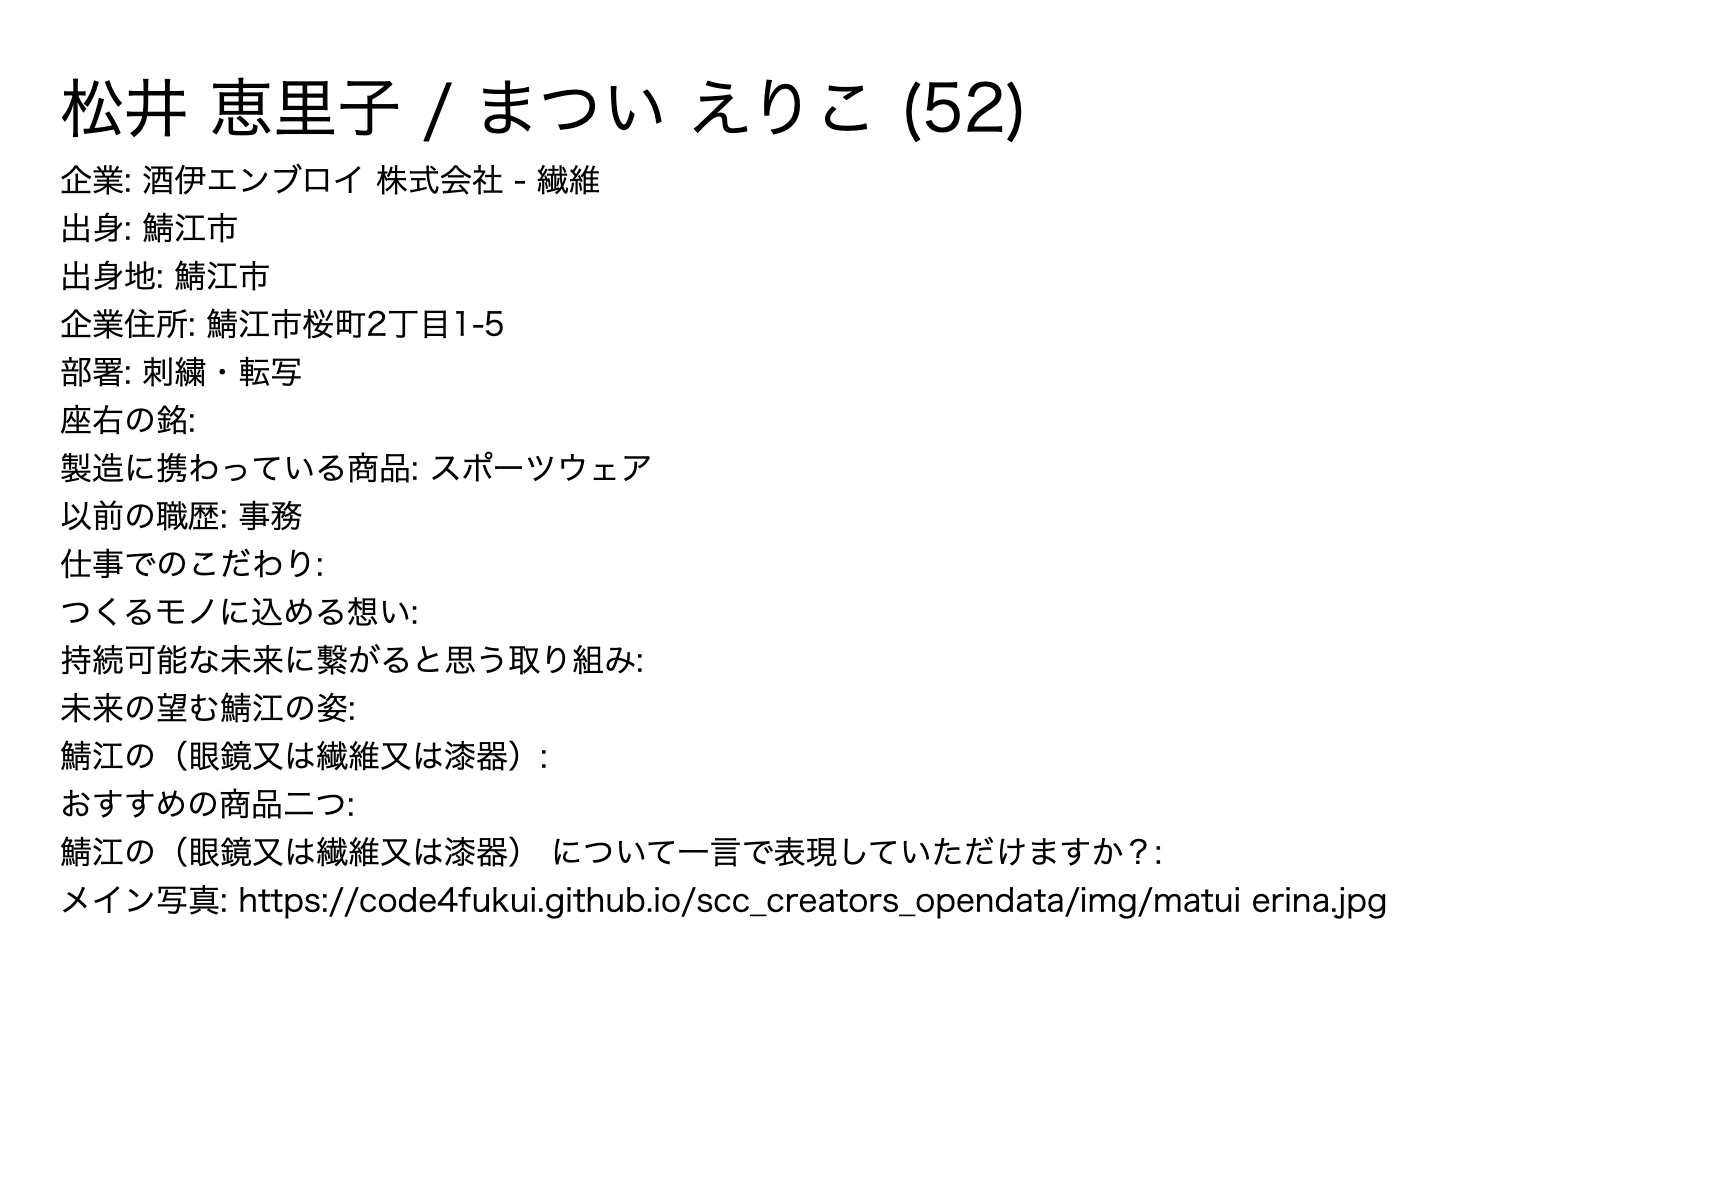 松井 恵里子 / まつい えりこ (52)
企業: 酒伊エンブロイ 株式会社 - 繊維
出身: 鯖江市
出身地: 鯖江市
企業住所: 鯖江市桜町2丁目1-5
部署: 刺繍・転写
座右の銘:
製造に携わっている商品: スポーツウェア
以前の職歴: 事務
仕事でのこだわり:
つくるモノに込める想い:
持続可能な未来に繋がると思う取り組み:
未来の望む鯖江の姿:
鯖江の（眼鏡又は繊維又は漆器）:
おすすめの商品二つ:
鯖江の（眼鏡又は繊維又は漆器） について一言で表現していただけますか？:
メイン写真: https://code4fukui.github.io/scc_creators_opendata/img/matui erina.jpg